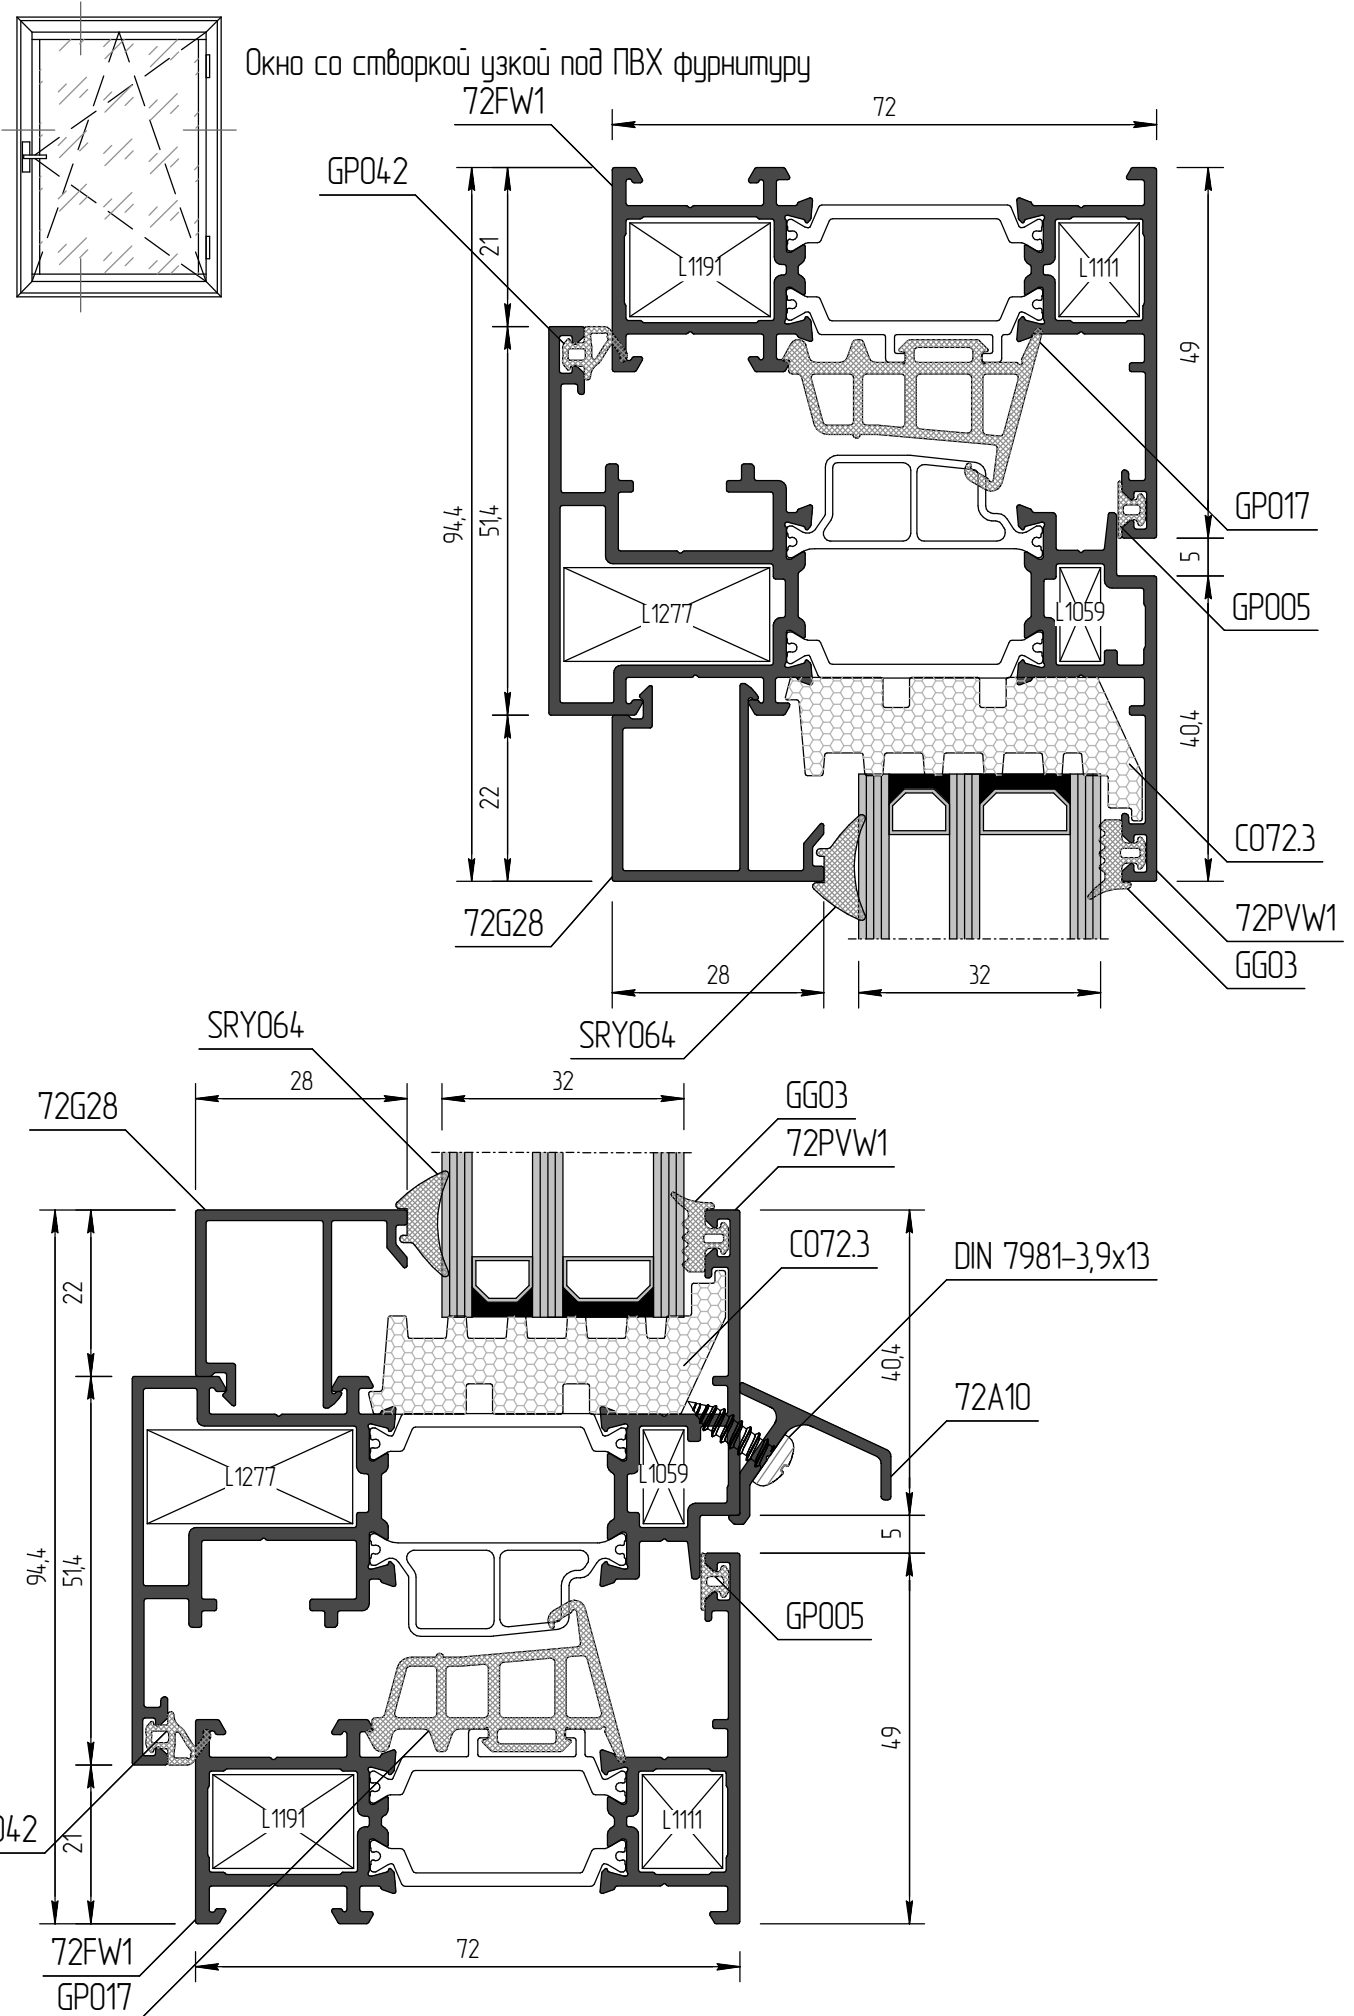 Окно со створкой узкой под ПВХ фурнитуру
72FW1
72
GP042
21
L1191
L1111
49
94,4
51,4
GP017
5
GP005
L1277
L1059
40,4
22
C072.3
72G28
72PVW1
GG03
28
32
SRY064
SRY064
28
32
GG03
72G28
72PVW1
C072.3
DIN 7981-3,9x13
22
40,4
72A10
L1277
L1059
5
94,4
51,4
GP005
49
042
21
L1191
L1111
72FW1
72
GP017